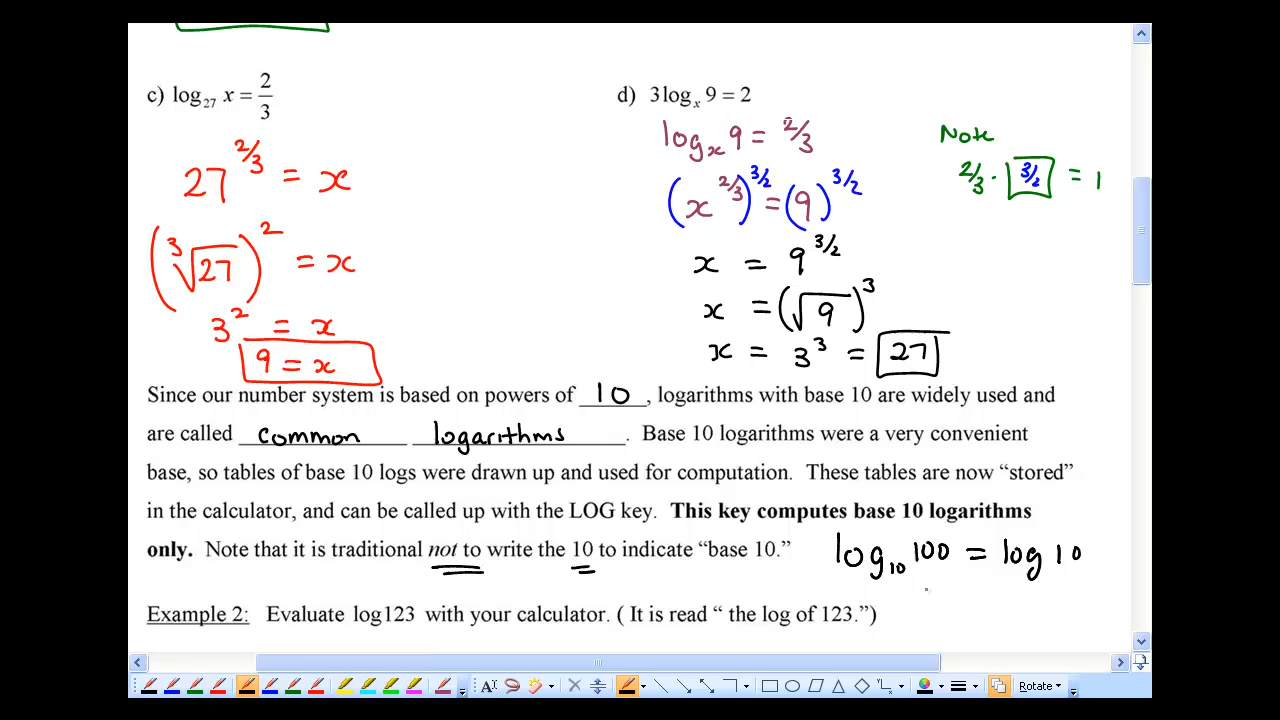 c) log₂₇ x = 2/3
27^(2/3) = x
(∛27)² = x
3² = x
9 = x
d) 3logₓ 9 = 2
logₓ 9 = 2/3
(x^(2/3))^(3/2) = (9)^(3/2)
x = 9^(3/2)
x = (√9)³
x = 3³ = 27
Note
2/3 · 3/2 = 1
Since our number system is based on powers of 10, logarithms with base 10 are widely used and
are called common logarithms. Base 10 logarithms were a very convenient
base, so tables of base 10 logs were drawn up and used for computation. These tables are now “stored”
in the calculator, and can be called up with the LOG key. This key computes base 10 logarithms
only. Note that it is traditional not to write the 10 to indicate “base 10.” log₁₀ 100 = log 10
Example 2: Evaluate log123 with your calculator. ( It is read “ the log of 123.”)
Rotate